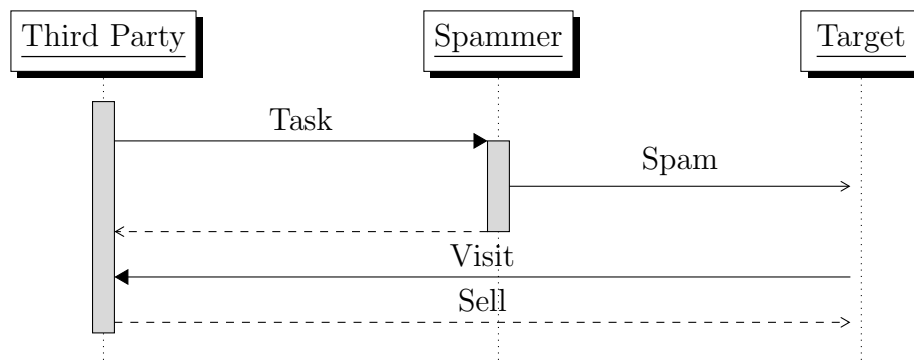 Third Party
Spammer
Target
Task
Spam
Visit
Sell